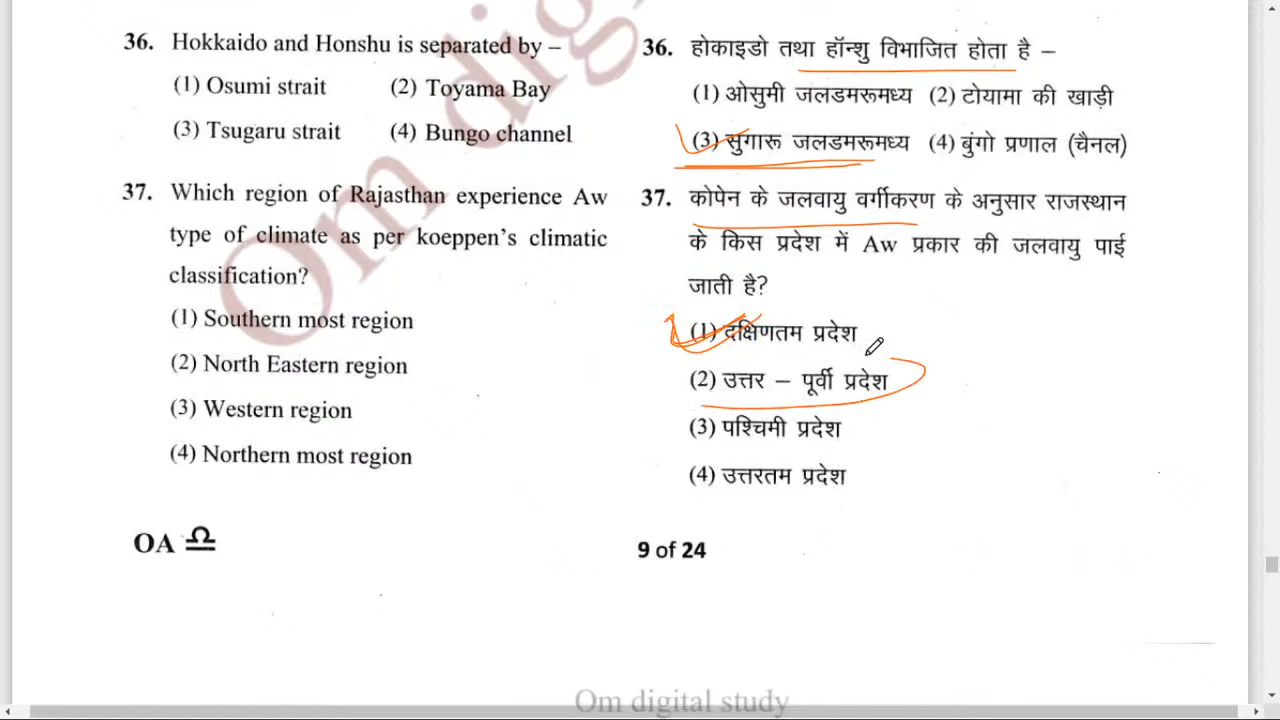 36. Hokkaido and Honshu is separated by –
(1) Osumi strait (2) Toyama Bay
(3) Tsugaru strait (4) Bungo channel
37. Which region of Rajasthan experience Aw
type of climate as per koeppen's climatic
classification?
(1) Southern most region
(2) North Eastern region
(3) Western region
(4) Northern most region
36. होकाइडो तथा हॉन्शु विभाजित होता है –
(1) ओसुमी जलडमरूमध्य (2) टोयामा की खाड़ी
(3) सुगारू जलडमरूमध्य (4) बुंगो प्रणाल (चैनल)
37. कोपेन के जलवायु वर्गीकरण के अनुसार राजस्थान
के किस प्रदेश में Aw प्रकार की जलवायु पाई
जाती है?
(1) दक्षिणतम प्रदेश
(2) उत्तर – पूर्वी प्रदेश
(3) पश्चिमी प्रदेश
(4) उत्तरतम प्रदेश
OA ♎
9 of 24
Om dig
Om digital study